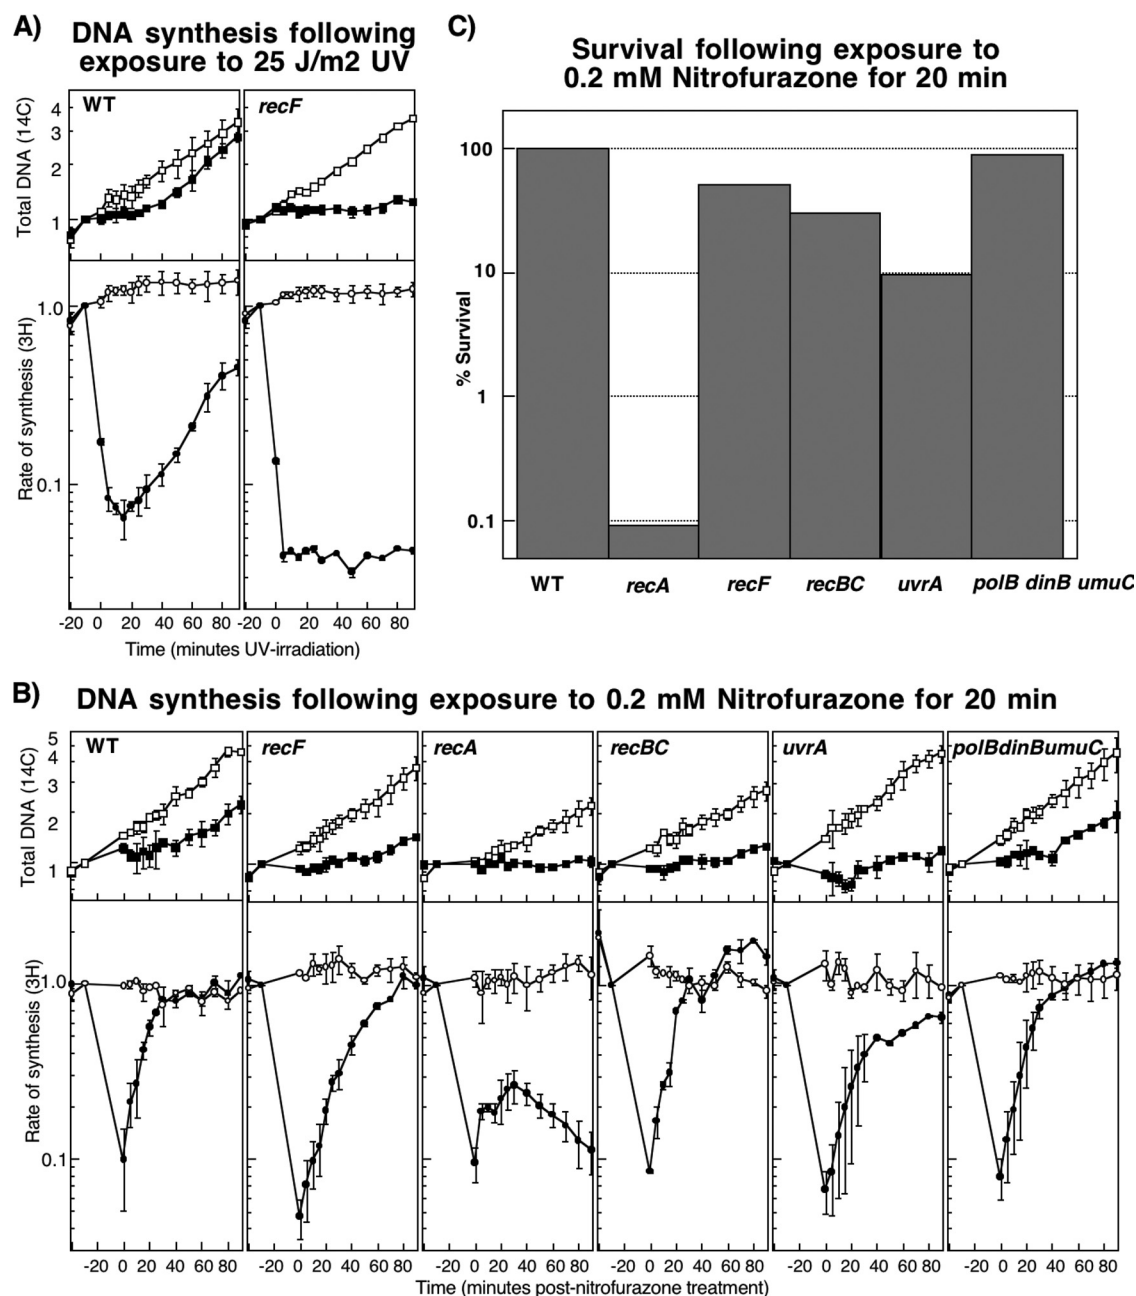 A) DNA synthesis following
exposure to 25 J/m2 UV
WT recF
Total DNA (14C)
4
3
2
1
Rate of synthesis (3H)
1.0
0.1
-20 0 20 40 60 80 -20 0 20 40 60 80
Time (minutes UV-irradiation)
C) Survival following exposure to
0.2 mM Nitrofurazone for 20 min
% Survival
100
10
1
0.1
WT recA recF recBC uvrA polB dinB umuC
B) DNA synthesis following exposure to 0.2 mM Nitrofurazone for 20 min
WT recF recA recBC uvrA polBdinBumuC
Total DNA (14C)
5
4
3
2
1
Rate of synthesis (3H)
1.0
0.1
-20 0 20 40 60 80 -20 0 20 40 60 80 -20 0 20 40 60 80 -20 0 20 40 60 80 -20 0 20 40 60 80 -20 0 20 40 60 80
Time (minutes post-nitrofurazone treatment)